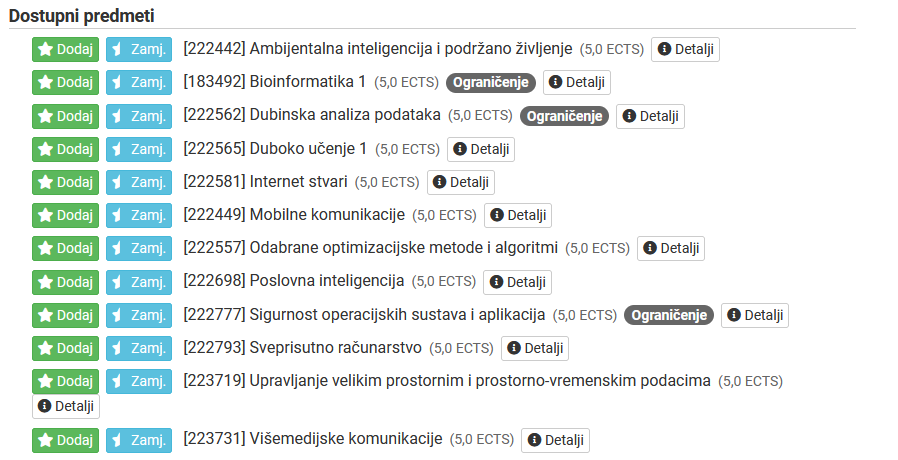 Dostupni predmeti
Dodaj Zamj. [222442] Ambijentalna inteligencija i podržano življenje (5,0 ECTS) Detalji
Dodaj Zamj. [183492] Bioinformatika 1 (5,0 ECTS) Ograničenje Detalji
Dodaj Zamj. [222562] Dubinska analiza podataka (5,0 ECTS) Ograničenje Detalji
Dodaj Zamj. [222565] Duboko učenje 1 (5,0 ECTS) Detalji
Dodaj Zamj. [222581] Internet stvari (5,0 ECTS) Detalji
Dodaj Zamj. [222449] Mobilne komunikacije (5,0 ECTS) Detalji
Dodaj Zamj. [222557] Odabrane optimizacijske metode i algoritmi (5,0 ECTS) Detalji
Dodaj Zamj. [222698] Poslovna inteligencija (5,0 ECTS) Detalji
Dodaj Zamj. [222777] Sigurnost operacijskih sustava i aplikacija (5,0 ECTS) Ograničenje Detalji
Dodaj Zamj. [222793] Sveprisutno računarstvo (5,0 ECTS) Detalji
Dodaj Zamj. [223719] Upravljanje velikim prostornim i prostorno-vremenskim podacima (5,0 ECTS)
Detalji
Dodaj Zamj. [223731] Višemedijske komunikacije (5,0 ECTS) Detalji